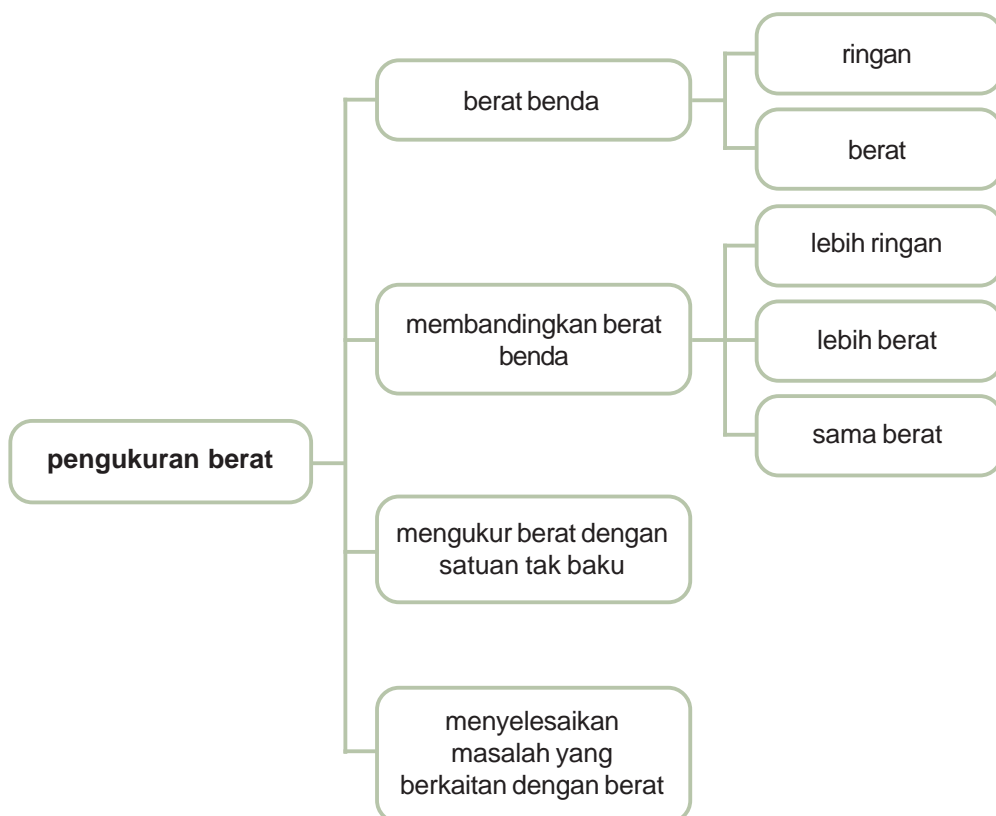 pengukuran berat
berat benda
ringan
berat
membandingkan berat
benda
lebih ringan
lebih berat
sama berat
mengukur berat dengan
satuan tak baku
menyelesaikan
masalah yang
berkaitan dengan berat